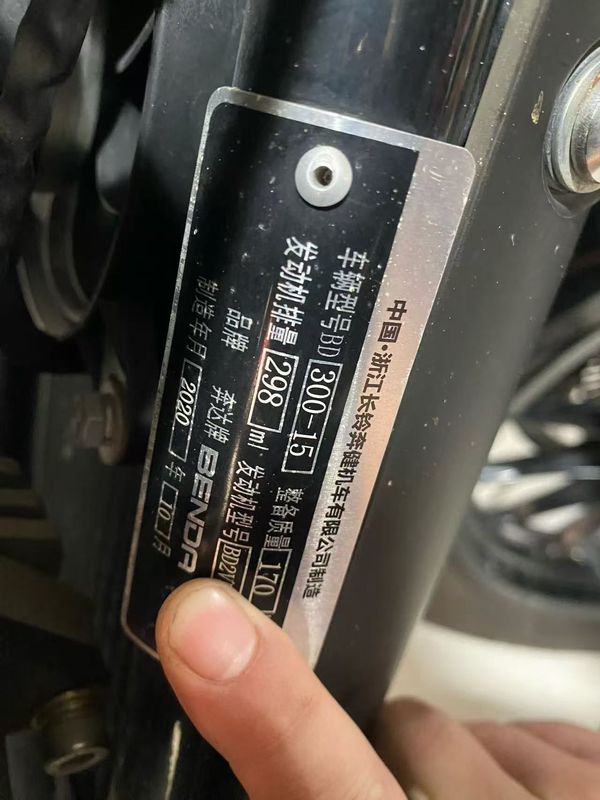 中国·浙江长铃奔健机车有限公司制造
车辆型号BD 300-15 整备质量 170
发动机排量 298 ml 发动机型号
品牌 奔达牌 BENDA
制造年月 2020 年 10 月